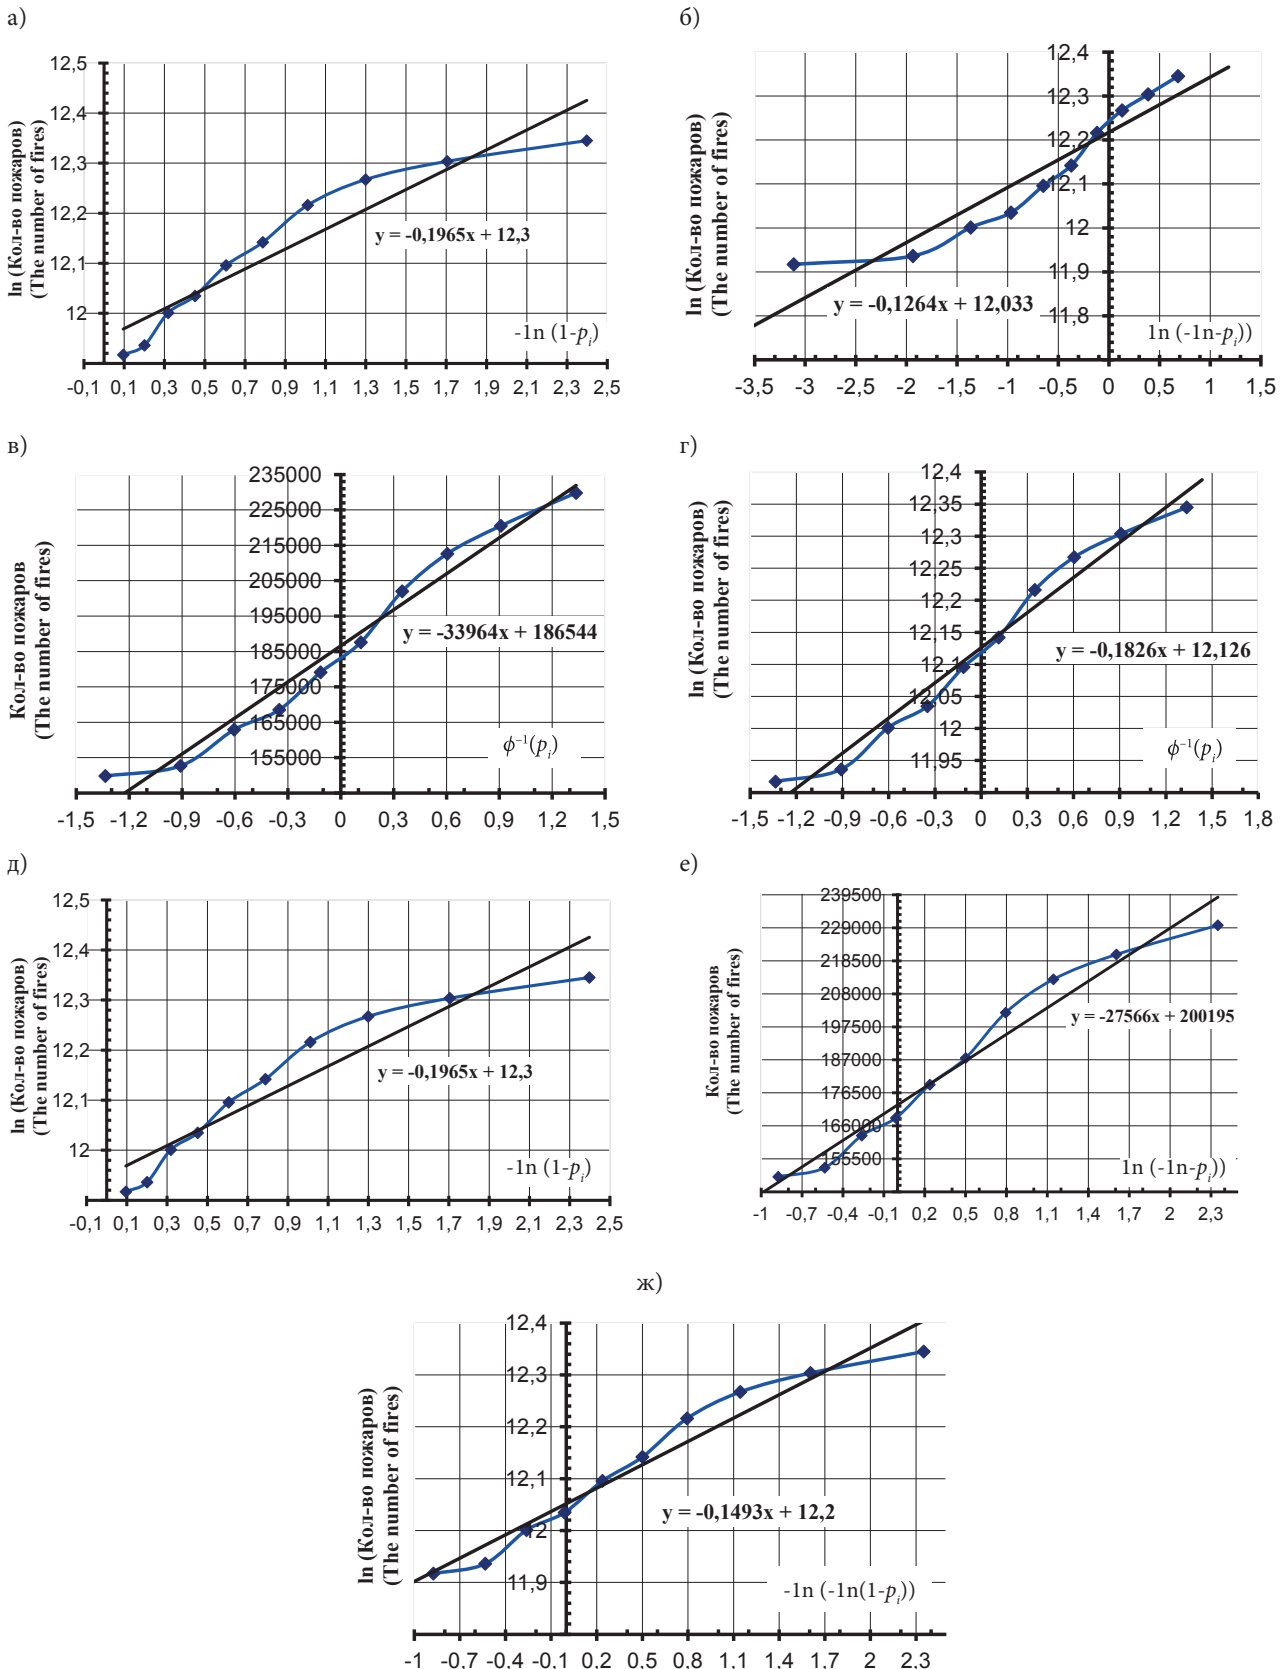 а)
12,5
12,4
12,3
12,2
12,1
12
ln (Кол-во пожаров)
(The number of fires)
y = -0,1965x + 12,3
-1n (1-pᵢ)
-0,1 0,1 0,3 0,5 0,7 0,9 1,1 1,3 1,5 1,7 1,9 2,1 2,3 2,5
б)
12,4
12,3
12,2
12,1
12
11,9
11,8
ln (Кол-во пожаров)
(The number of fires)
y = -0,1264x + 12,033
1n (-1n-pᵢ))
-3,5 -3 -2,5 -2 -1,5 -1 -0,5 0 0,5 1 1,5
в)
235000
225000
215000
205000
195000
185000
175000
165000
155000
Кол-во пожаров
(The number of fires)
y = -33964x + 186544
ϕ⁻¹(pᵢ)
-1,5 -1,2 -0,9 -0,6 -0,3 0 0,3 0,6 0,9 1,2 1,5
г)
12,4
12,35
12,3
12,25
12,2
12,15
12,1
12,05
12
11,95
ln (Кол-во пожаров)
(The number of fires)
y = -0,1826x + 12,126
ϕ⁻¹(pᵢ)
-1,5 -1,2 -0,9 -0,6 -0,3 0 0,3 0,6 0,9 1,2 1,5 1,8
д)
12,5
12,4
12,3
12,2
12,1
12
ln (Кол-во пожаров)
(The number of fires)
y = -0,1965x + 12,3
-1n (1-pᵢ)
-0,1 0,1 0,3 0,5 0,7 0,9 1,1 1,3 1,5 1,7 1,9 2,1 2,3 2,5
е)
239500
229000
218500
208000
197500
187000
176500
166000
155500
Кол-во пожаров
(The number of fires)
y = -27566x + 200195
1n (-1n-pᵢ))
-1 -0,7 -0,4 -0,1 0,2 0,5 0,8 1,1 1,4 1,7 2 2,3
ж)
12,4
12,3
12,2
12,1
12
11,9
ln (Кол-во пожаров)
(The number of fires)
y = -0,1493x + 12,2
-1n (-1n(1-pᵢ))
-1 -0,7 -0,4 -0,1 0,2 0,5 0,8 1,1 1,4 1,7 2 2,3